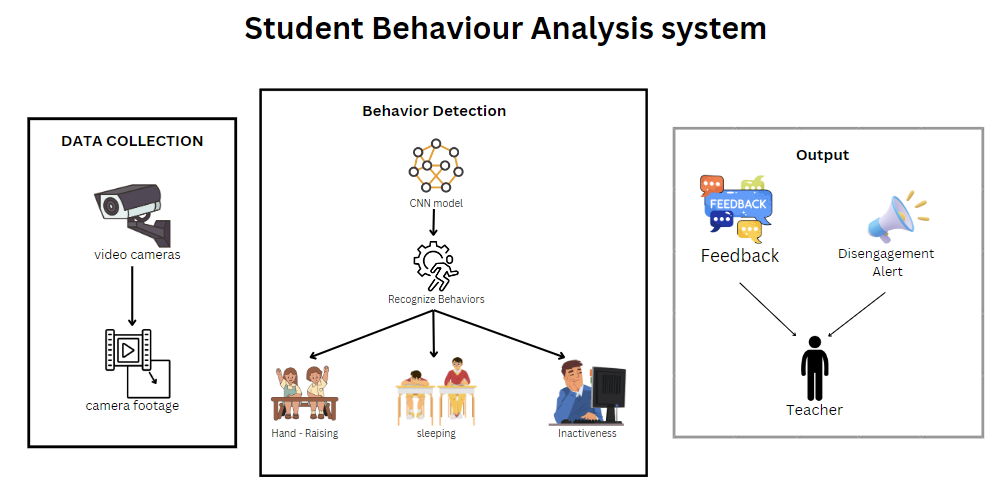 Student Behaviour Analysis system
DATA COLLECTION
video cameras
camera footage
Behavior Detection
CNN model
Recognize Behaviors
Hand - Raising
sleeping
Inactiveness
Output
FEEDBACK
Feedback
Disengagement
Alert
Teacher